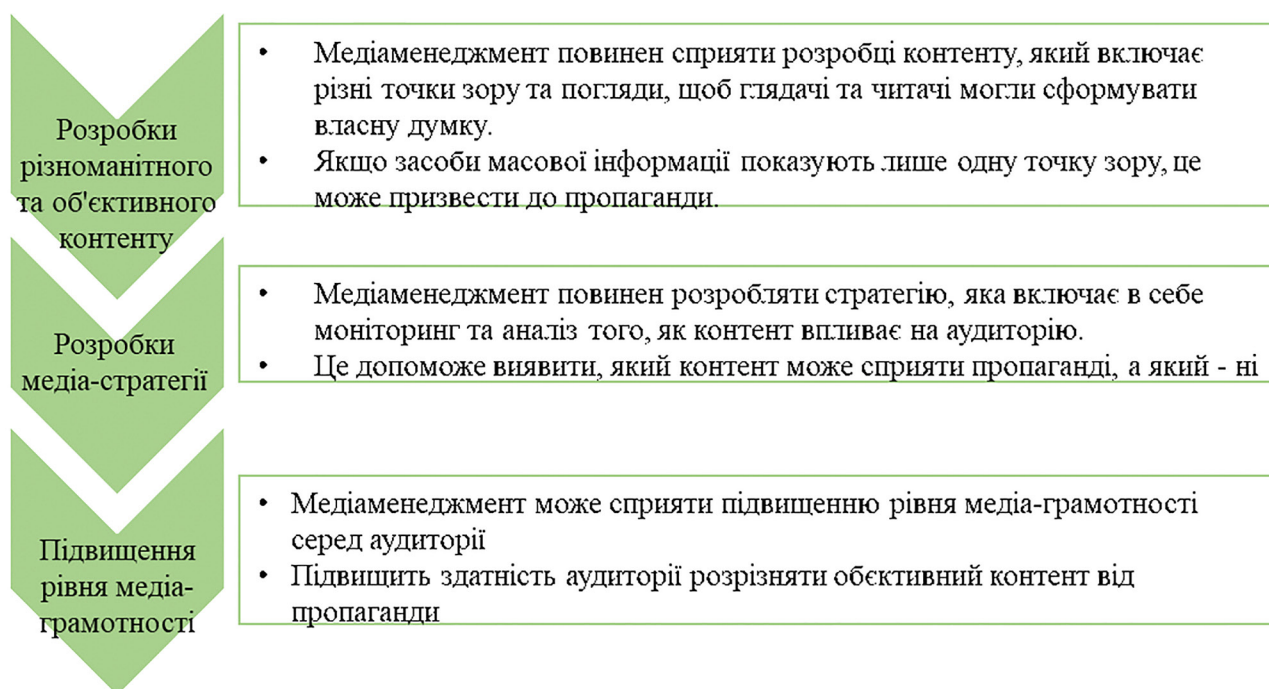 Розробки
різноманітного
та об'єктивного
контенту
• Медіаменеджмент повинен сприяти розробці контенту, який включає
різні точки зору та погляди, щоб глядачі та читачі могли сформувати
власну думку.
• Якщо засоби масової інформації показують лише одну точку зору, це
може призвести до пропаганди.
Розробки
медіа-стратегії
• Медіаменеджмент повинен розробляти стратегію, яка включає в себе
моніторинг та аналіз того, як контент впливає на аудиторію.
• Це допоможе виявити, який контент може сприяти пропаганді, а який - ні
Підвищення
рівня медіа-
грамотності
• Медіаменеджмент може сприяти підвищенню рівня медіа-грамотності
серед аудиторії
• Підвищить здатність аудиторії розрізняти обєктивний контент від
пропаганди